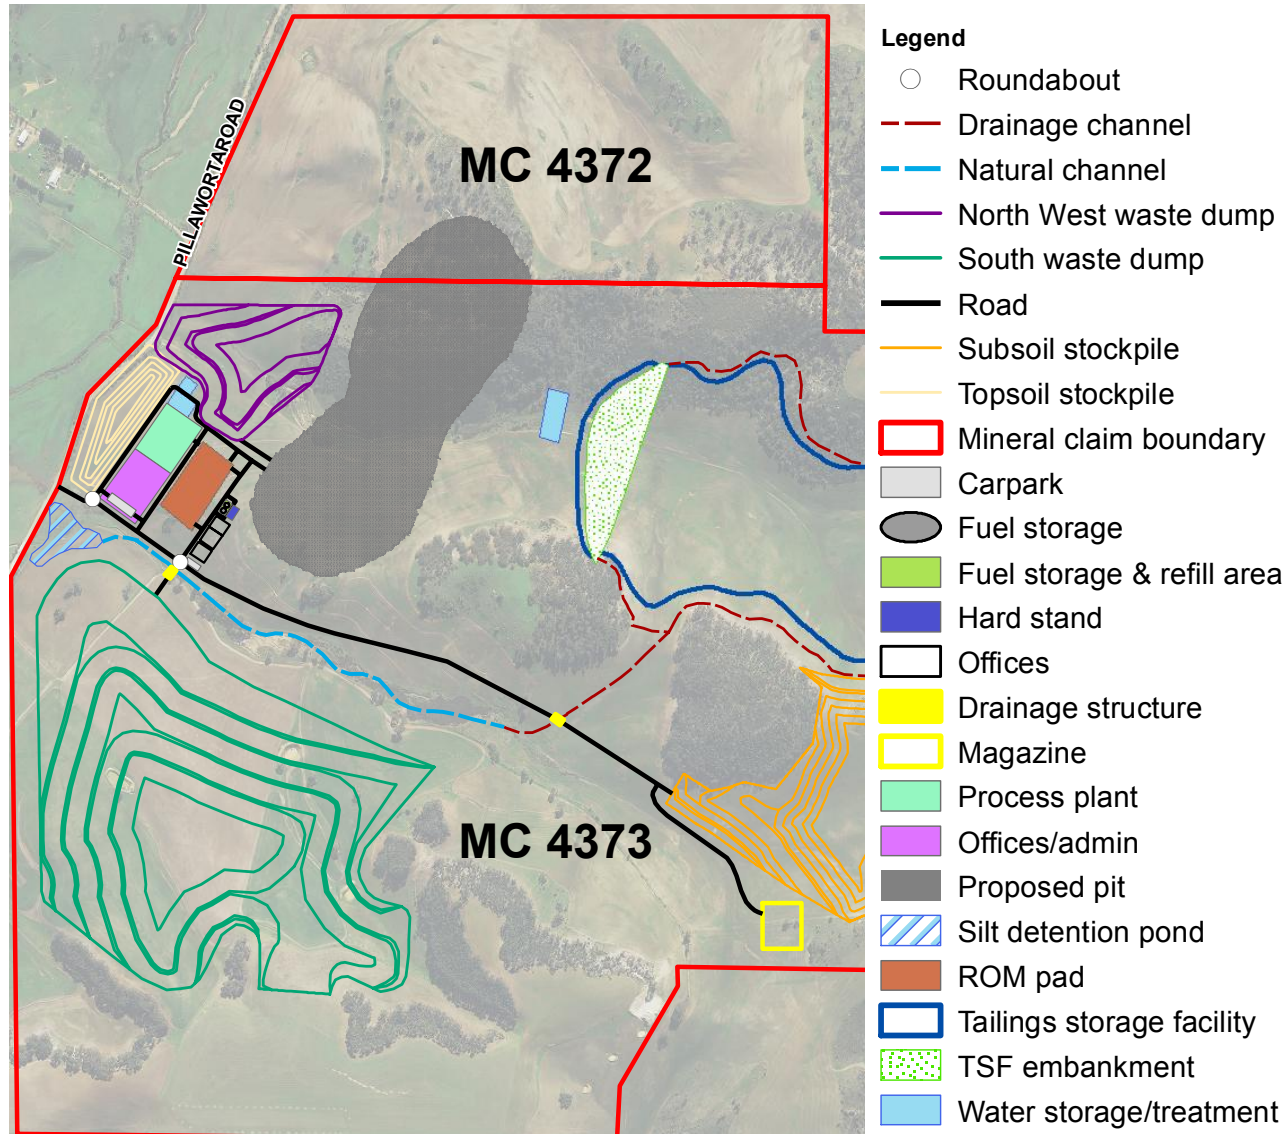 PILLAWORTAROAD
MC 4372
MC 4373
Legend
Roundabout
Drainage channel
Natural channel
North West waste dump
South waste dump
Road
Subsoil stockpile
Topsoil stockpile
Mineral claim boundary
Carpark
Fuel storage
Fuel storage & refill area
Hard stand
Offices
Drainage structure
Magazine
Process plant
Offices/admin
Proposed pit
Silt detention pond
ROM pad
Tailings storage facility
TSF embankment
Water storage/treatment